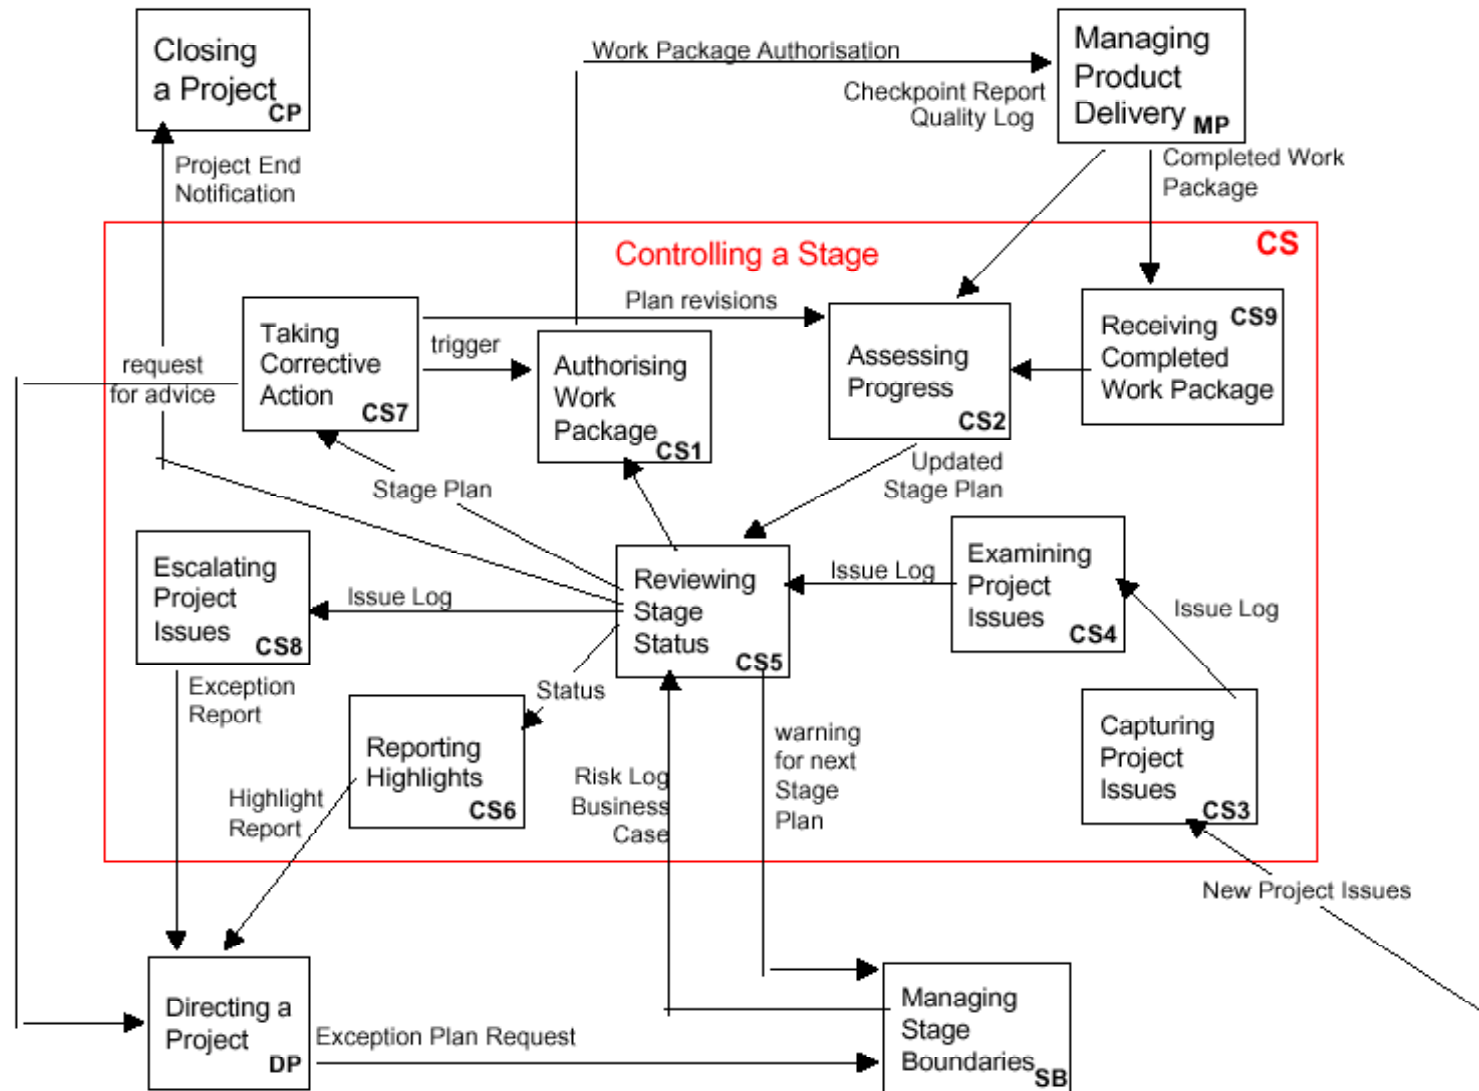 Closing
a Project
CP
Work Package Authorisation
Managing
Product
Delivery
MP
Checkpoint Report
Quality Log
Project End
Notification
Completed Work
Package
Controlling a Stage
CS
Plan revisions
Taking
Corrective
Action
CS7
trigger
request
for advice
Authorising
Work
Package
CS1
Assessing
Progress
CS2
Receiving
Completed
Work Package
CS9
Stage Plan
Updated
Stage Plan
Escalating
Project
Issues
CS8
Issue Log
Reviewing
Stage
Status
CS5
Issue Log
Examining
Project
Issues
CS4
Issue Log
Exception
Report
Status
Reporting
Highlights
CS6
Highlight
Report
Risk Log
Business
Case
warning
for next
Stage
Plan
Capturing
Project
Issues
CS3
New Project Issues
Directing a
Project
DP
Exception Plan Request
Managing
Stage
Boundaries
SB